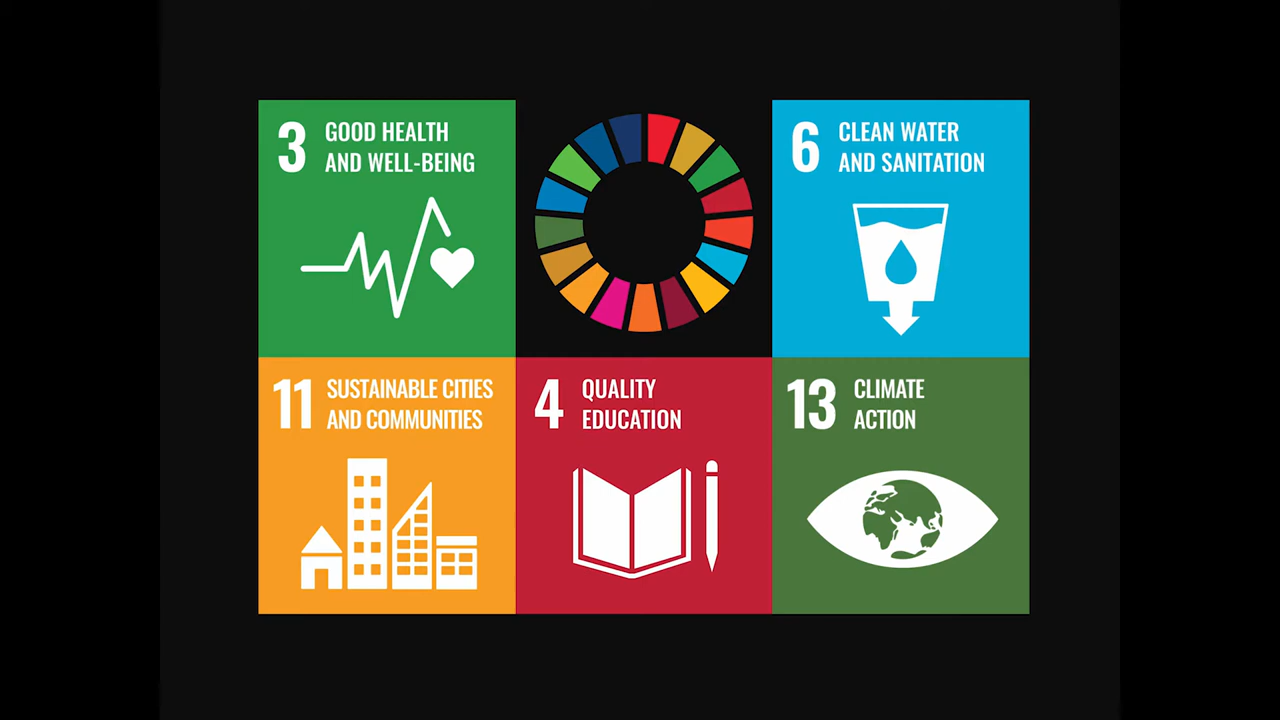 3
GOOD HEALTH
AND WELL-BEING
6
CLEAN WATER
AND SANITATION
11
SUSTAINABLE CITIES
AND COMMUNITIES
4
QUALITY
EDUCATION
13
CLIMATE
ACTION